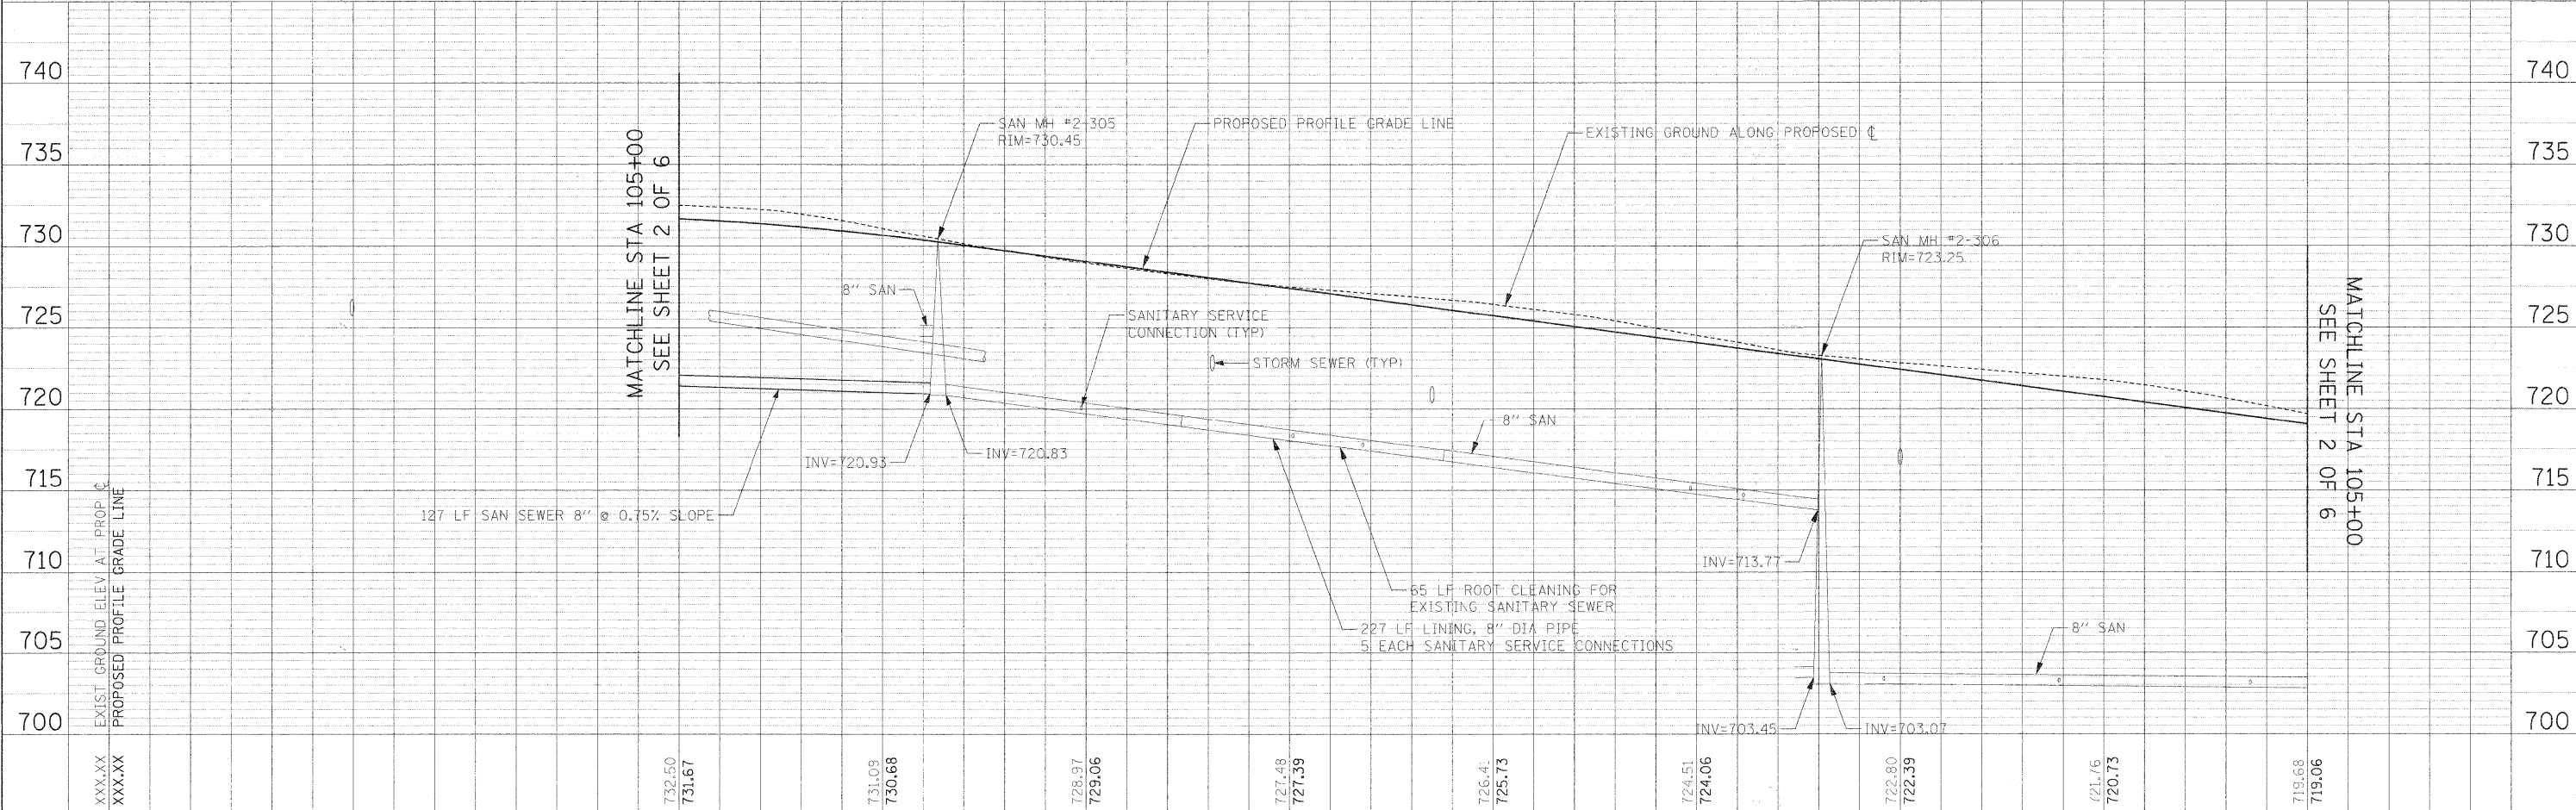 740
735
730
725
720
715
710
705
700
740
735
730
725
720
715
710
705
700
MATCHLINE STA 105+00
SEE SHEET 2 OF 6
SAN MH #2-305
RIM=730.45
PROPOSED PROFILE GRADE LINE
EXISTING GROUND ALONG PROPOSED ℄
SAN MH #2-306
RIM=723.25
MATCHLINE STA 105+00
SEE SHEET 2 OF 6
8" SAN
SANITARY SERVICE
CONNECTION (TYP)
STORM SEWER (TYP)
8" SAN
INV=720.93
INV=720.83
127 LF SAN SEWER 8" @ 0.75% SLOPE
INV=713.77
65 LF ROOT CLEANING FOR
EXISTING SANITARY SEWER
227 LF LINING, 8" DIA PIPE
5 EACH SANITARY SERVICE CONNECTIONS
8" SAN
INV=703.45
INV=703.07
EXIST GROUND ELEV AT PROP ℄
PROPOSED PROFILE GRADE LINE
XXX.XX
XXX.XX
732.50
731.67
731.09
730.68
728.97
729.06
727.48
727.39
726.41
725.73
724.51
724.06
722.80
722.39
721.76
720.73
719.68
719.06